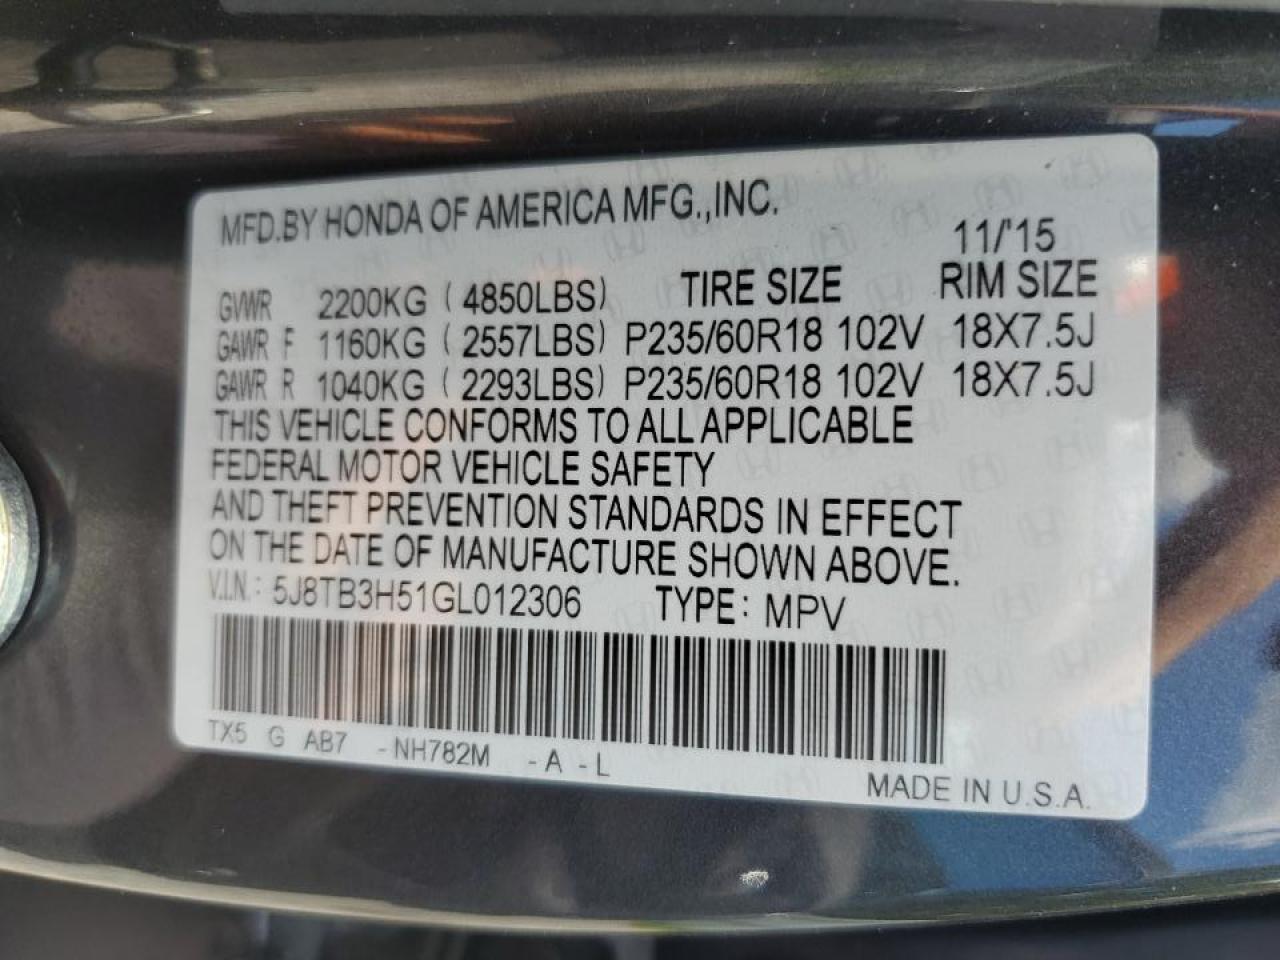 MFD.BY HONDA OF AMERICA MFG.,INC.
11/'15
GVWR 2200KG ( 4850LBS) TIRE SIZE RIM SIZE
GAWR F 1160KG ( 2557LBS) P235/60R18 102V 18X7.5J
GAWR R 1040KG ( 2293LBS) P235/60R18 102V 18X7.5J
THIS VEHICLE CONFORMS TO ALL APPLICABLE
FEDERAL MOTOR VEHICLE SAFETY
AND THEFT PREVENTION STANDARDS IN EFFECT
ON THE DATE OF MANUFACTURE SHOWN ABOVE.
V.I.N.: 5J8TB3H51GL012306 TYPE: MPV
TX5 G AB7 -NH782M -A -L
MADE IN U.S.A.